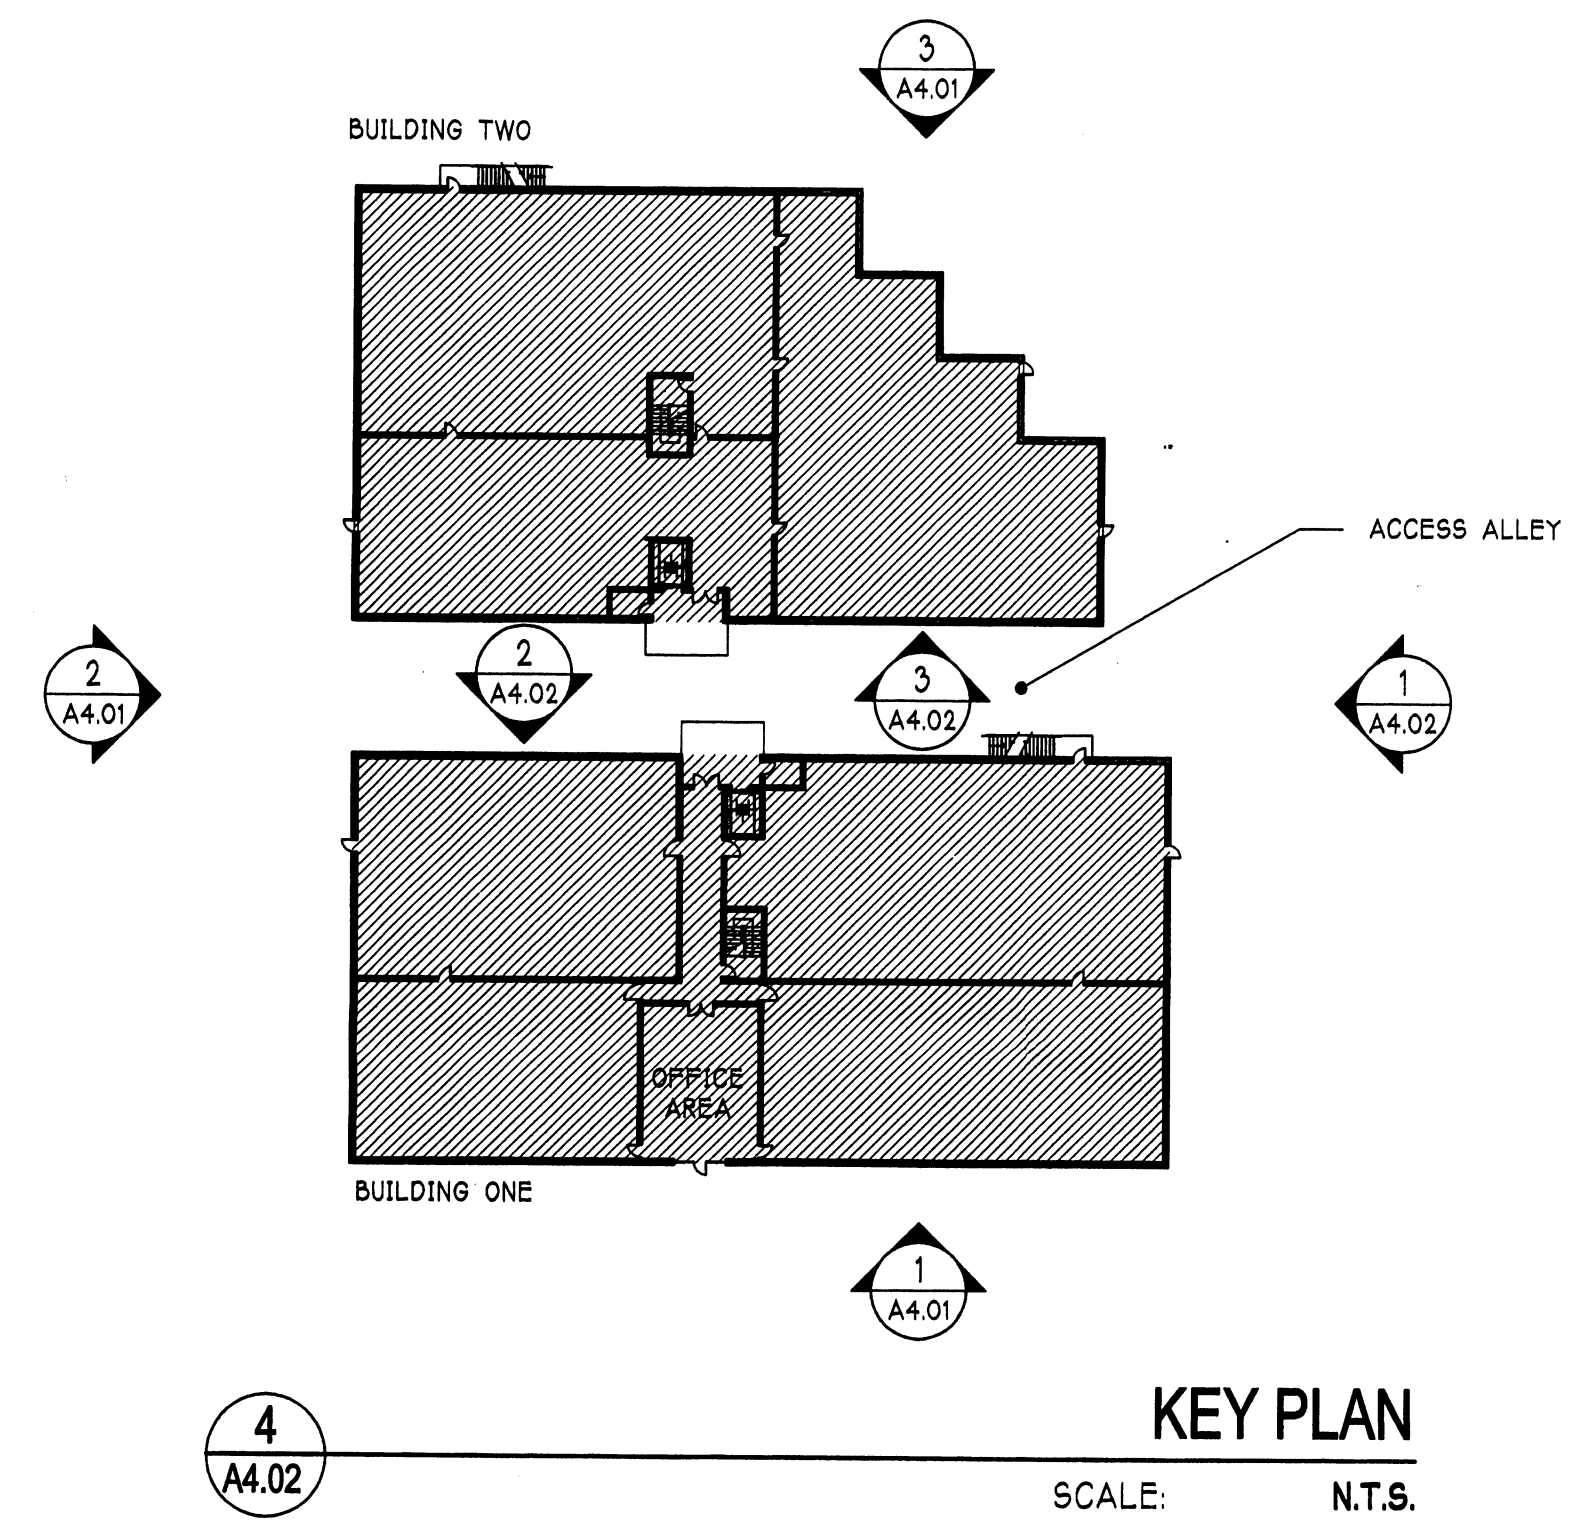 3
A4.01
BUILDING TWO
ACCESS ALLEY
2
A4.01
2
A4.02
3
A4.02
1
A4.02
OFFICE
AREA
BUILDING ONE
1
A4.01
4
A4.02
KEY PLAN
SCALE: N.T.S.